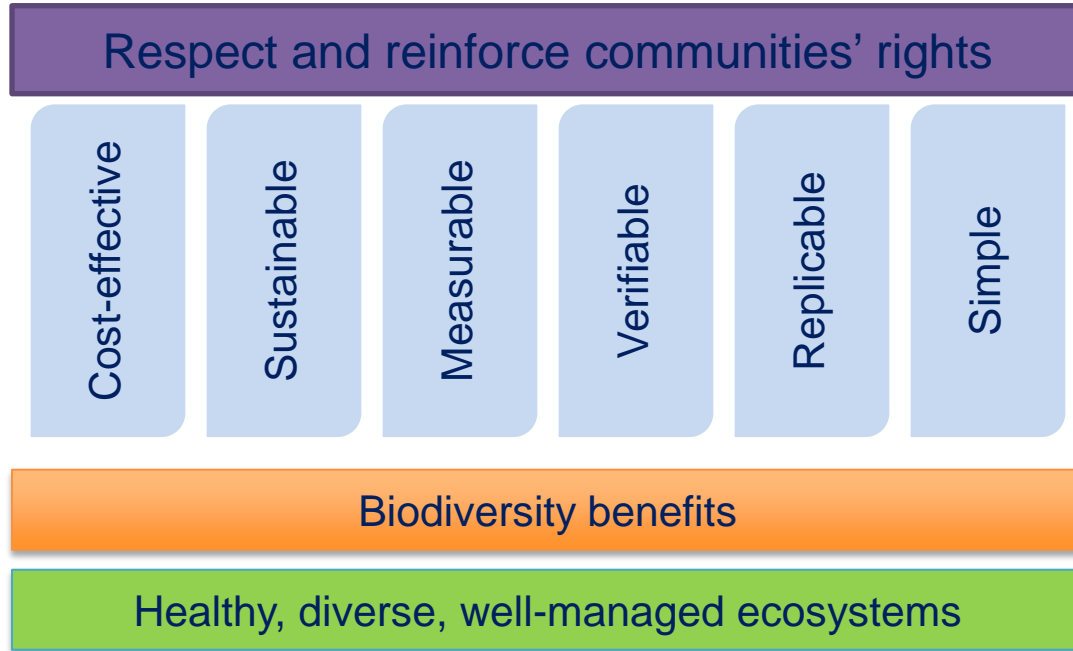 Respect and reinforce communities’ rights
Cost-effective
Sustainable
Measurable
Verifiable
Replicable
Simple
Biodiversity benefits
Healthy, diverse, well-managed ecosystems